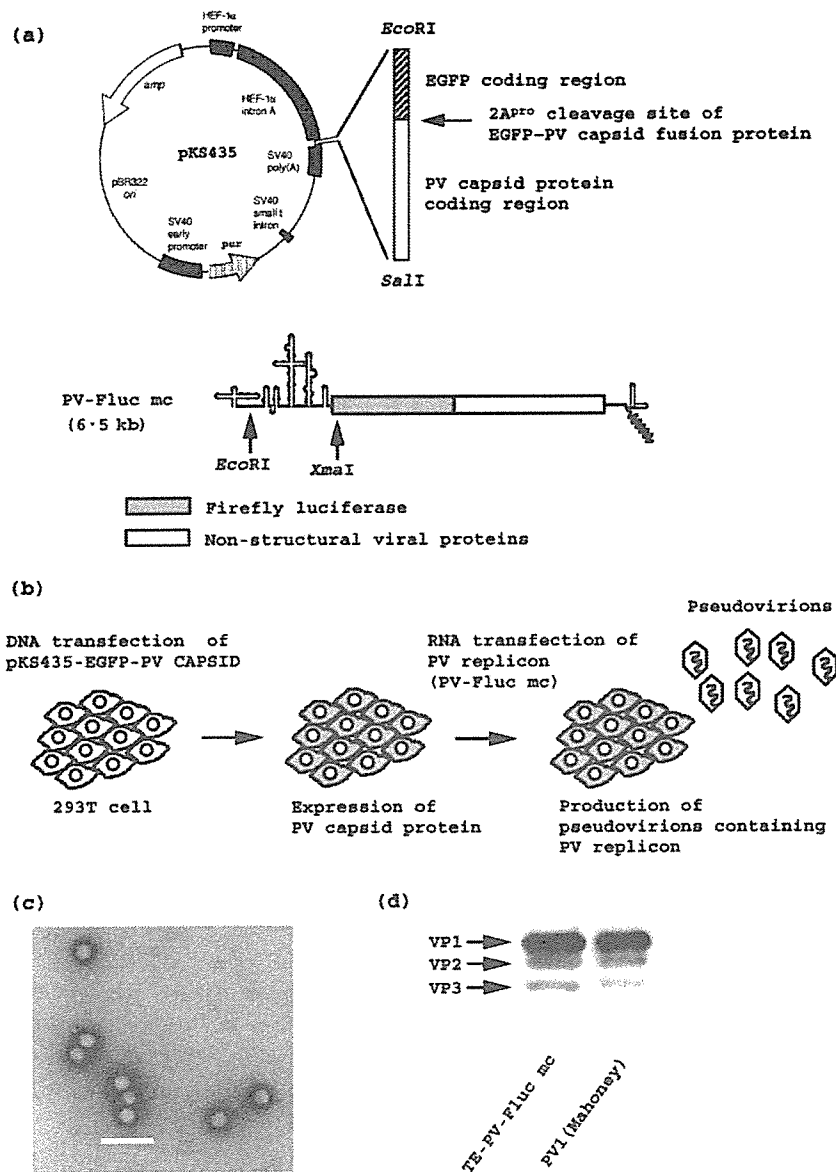 (a)
HEF-1α
promoter
EcoRI
amp
HEF-1α
intron A
EGFP coding region
2Apro cleavage site of
EGFP-PV capsid fusion protein
pKS435
SV40
poly(A)
pBR322
ori
PV capsid protein
coding region
SV40
small t
intron
SV40
early
promoter
pur
SalI
PV-Fluc mc
(6·5 kb)
EcoRI
XmaI
Firefly luciferase
Non-structural viral proteins
(b)
Pseudovirions
DNA transfection of
pKS435-EGFP-PV CAPSID
RNA transfection of
PV replicon
(PV-Fluc mc)
293T cell
Expression of
PV capsid protein
Production of
pseudovirions containing
PV replicon
(c)
(d)
VP1
VP2
VP3
TE-PV-Fluc mc
PV1(Mahoney)